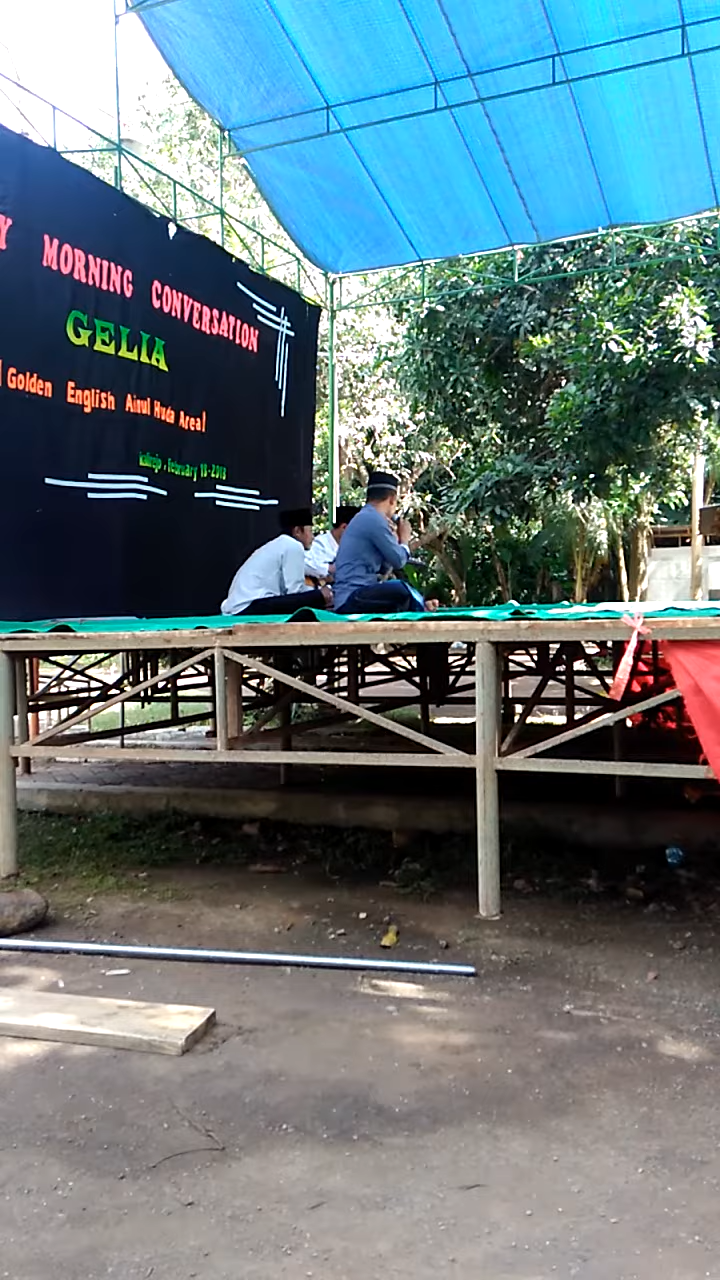 Y MORNING CONVERSATION
GELIA
Golden English Ainul Huda Area
February 18-2018